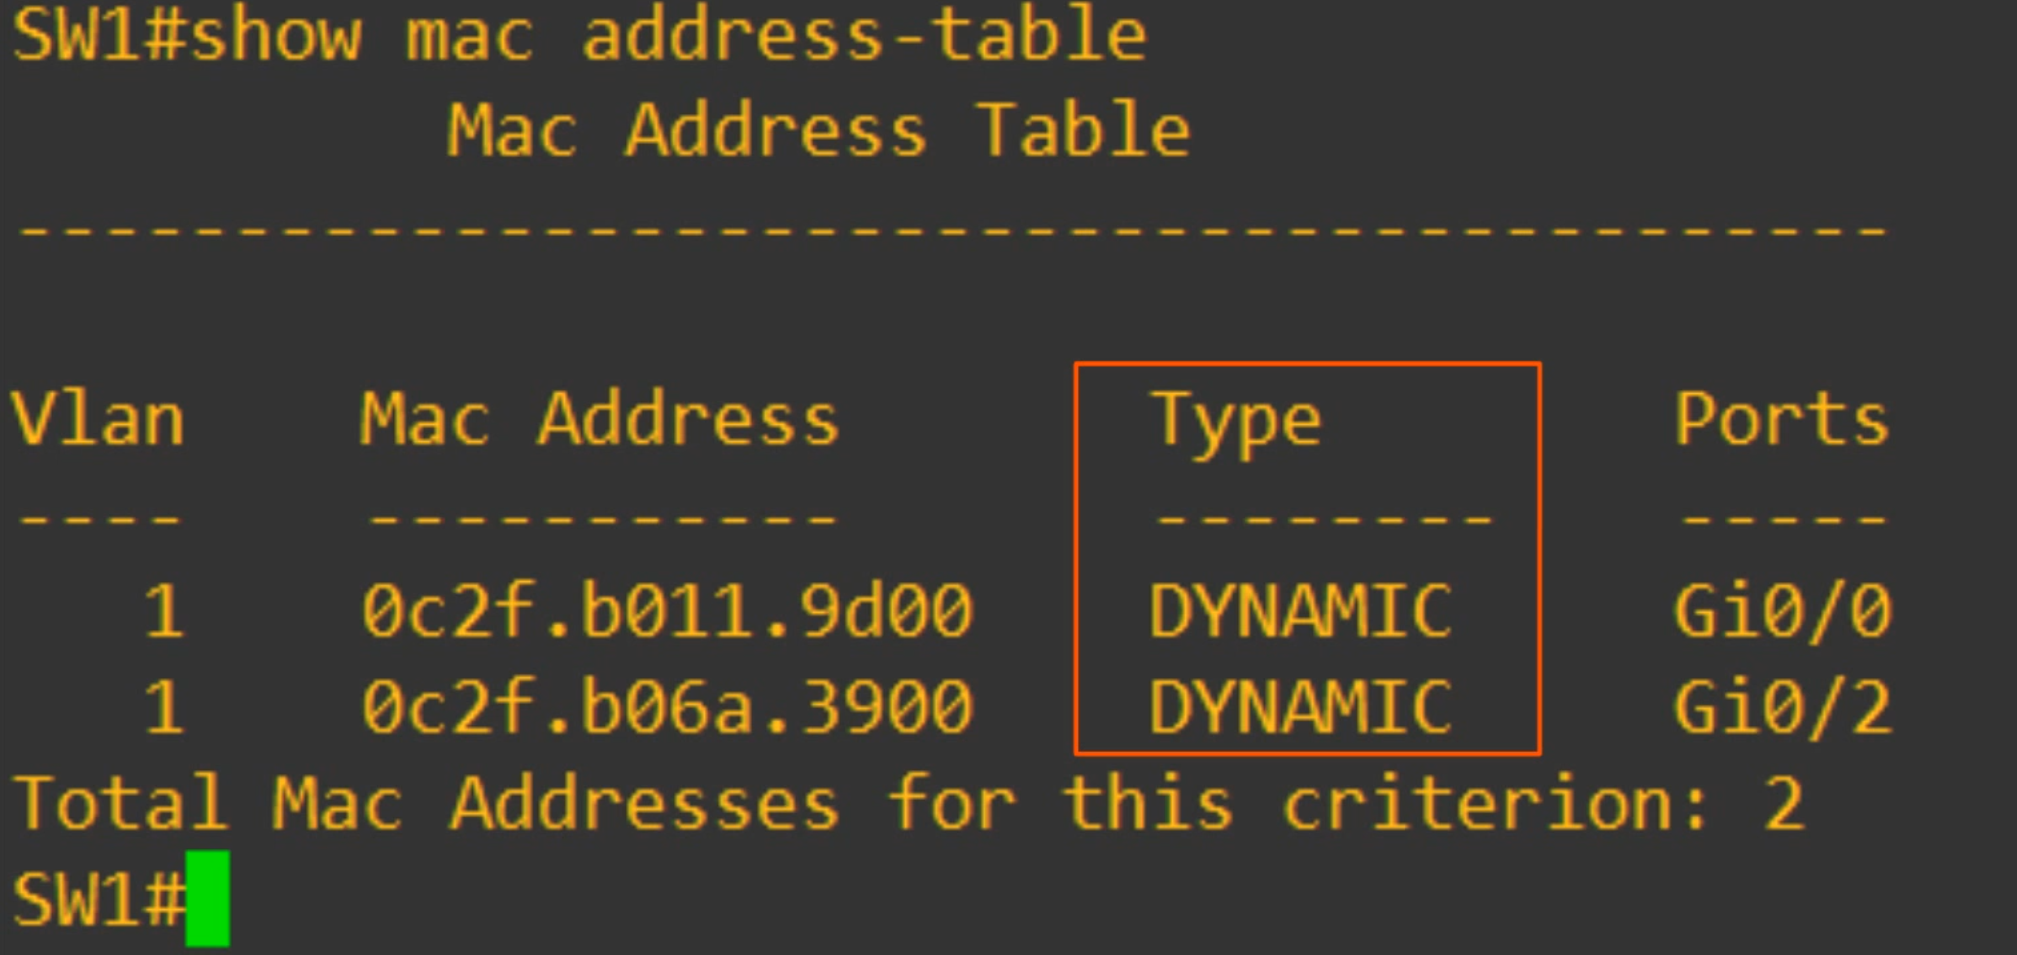 SW1#show mac address-table
Mac Address Table
-------------------------------------------
Vlan    Mac Address       Type        Ports
----    -----------       --------    -----
   1    0c2f.b011.9d00    DYNAMIC     Gi0/0
   1    0c2f.b06a.3900    DYNAMIC     Gi0/2
Total Mac Addresses for this criterion: 2
SW1#